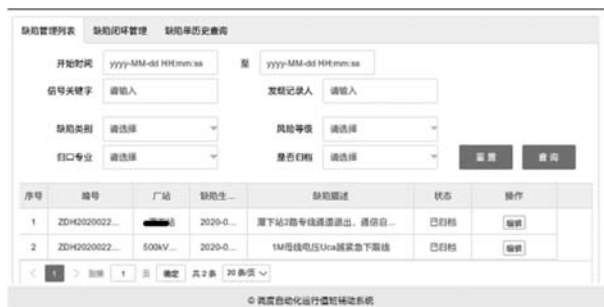 缺陷管理列表 缺陷闭环管理 缺陷单历史查询
开始时间 yyyy-MM-dd HH:mm:ss 至 yyyy-MM-dd HH:mm:ss
信号关键字 请输入 发现记录人 请输入
缺陷类别 请选择 风险等级 请选择
归口专业 请选择 是否归档 请选择 重置 查询
序号 编号 厂站 缺陷生... 缺陷描述 状态 操作
1 ZDH2020022... 站 2020-0... 下站2路专线通道退出，通信自... 已归档 编辑
2 ZDH2020022... 500kV... 2020-0... 1M母线电压Uca越紧急下限线 已归档 编辑
< 1 > 到第 1 页 确定 共 2 条 20 条/页
© 调度自动化运行值班辅助系统